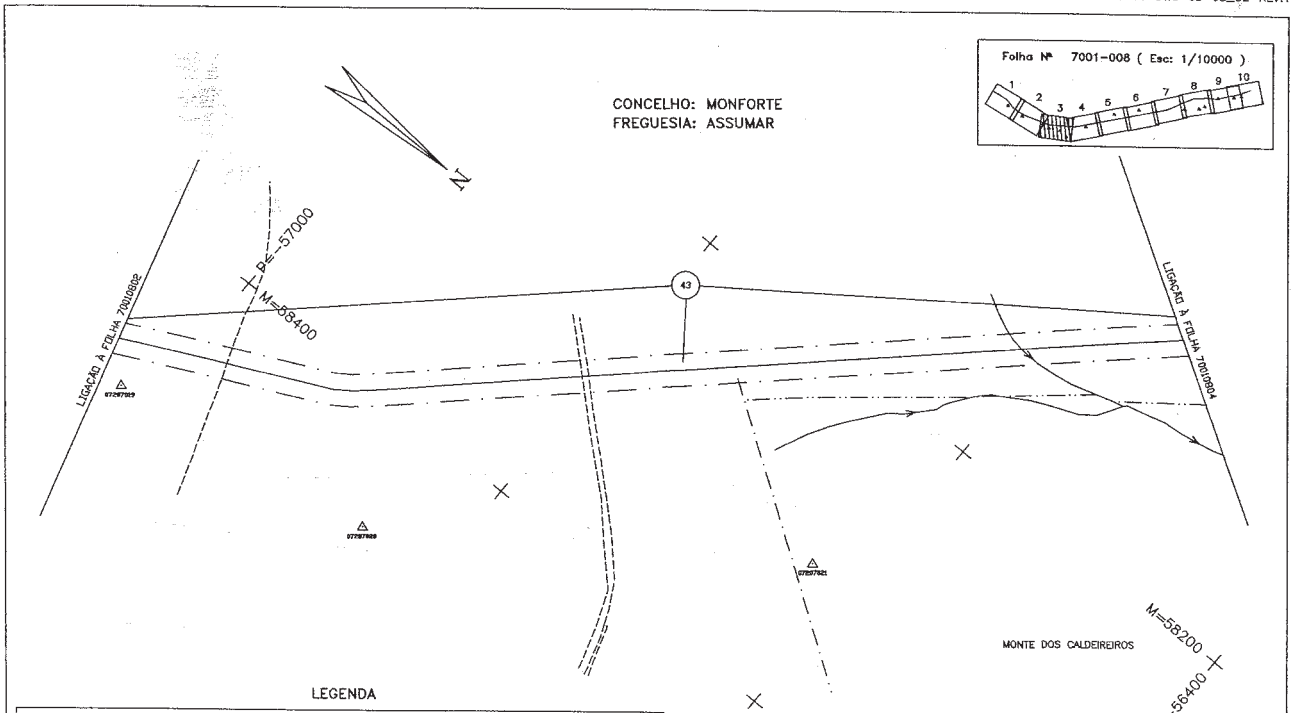 Folha Nº 7001-008 ( Esc: 1/10000 )
1 2 3 4 5 6 7 8 9 10
CONCELHO: MONFORTE
FREGUESIA: ASSUMAR
N
LIGAÇÃO À FOLHA 70010802
P=-57000
M=58400
43
LIGAÇÃO À FOLHA 70010804
M=58200
MONTE DOS CALDEIREIROS
-56400
LEGENDA